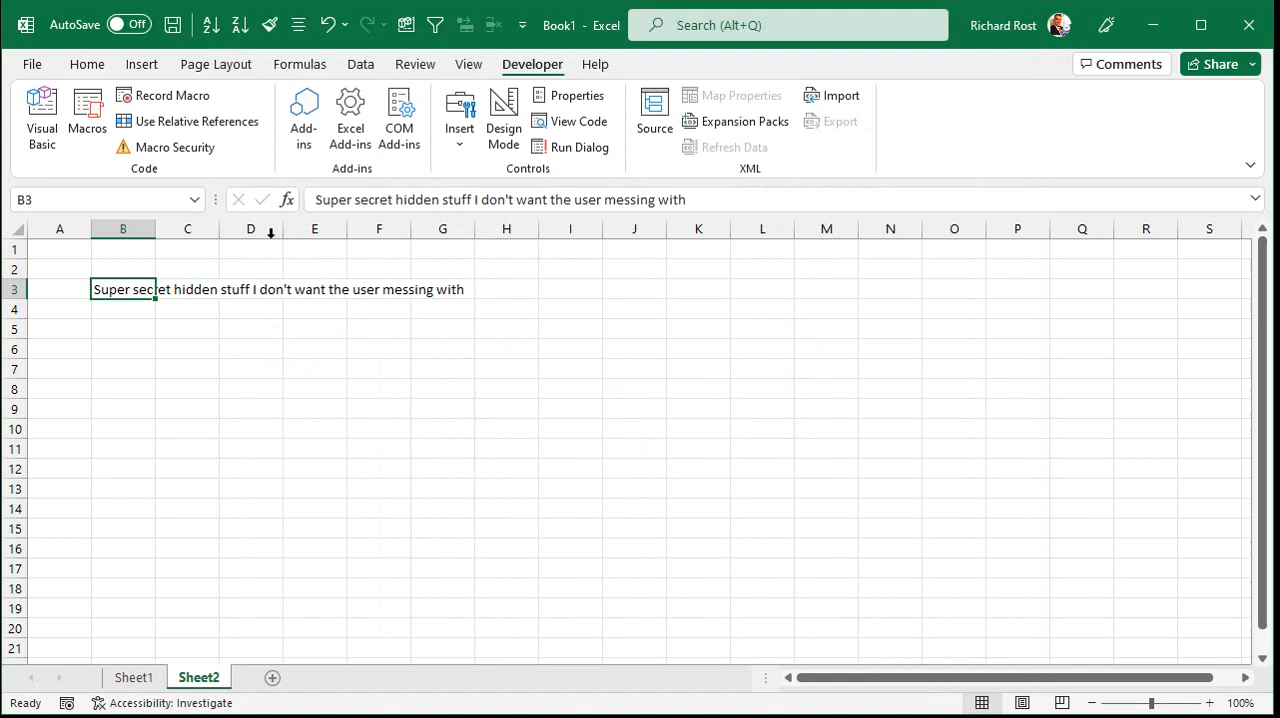 AutoSave Off Book1 - Excel Search (Alt+Q) Richard Rost
File Home Insert Page Layout Formulas Data Review View Developer Help Comments Share
Visual Basic
Macros
Record Macro
Use Relative References
Macro Security
Code
Add-ins
Excel Add-ins
COM Add-ins
Add-ins
Insert
Design Mode
Properties
View Code
Run Dialog
Controls
Source
Map Properties
Expansion Packs
Refresh Data
Import
Export
XML
B3 fx Super secret hidden stuff I don't want the user messing with
A B C D E F G H I J K L M N O P Q R S
1
2
3 Super secret hidden stuff I don't want the user messing with
4
5
6
7
8
9
10
11
12
13
14
15
16
17
18
19
20
21
Sheet1 Sheet2
Ready Accessibility: Investigate 100%